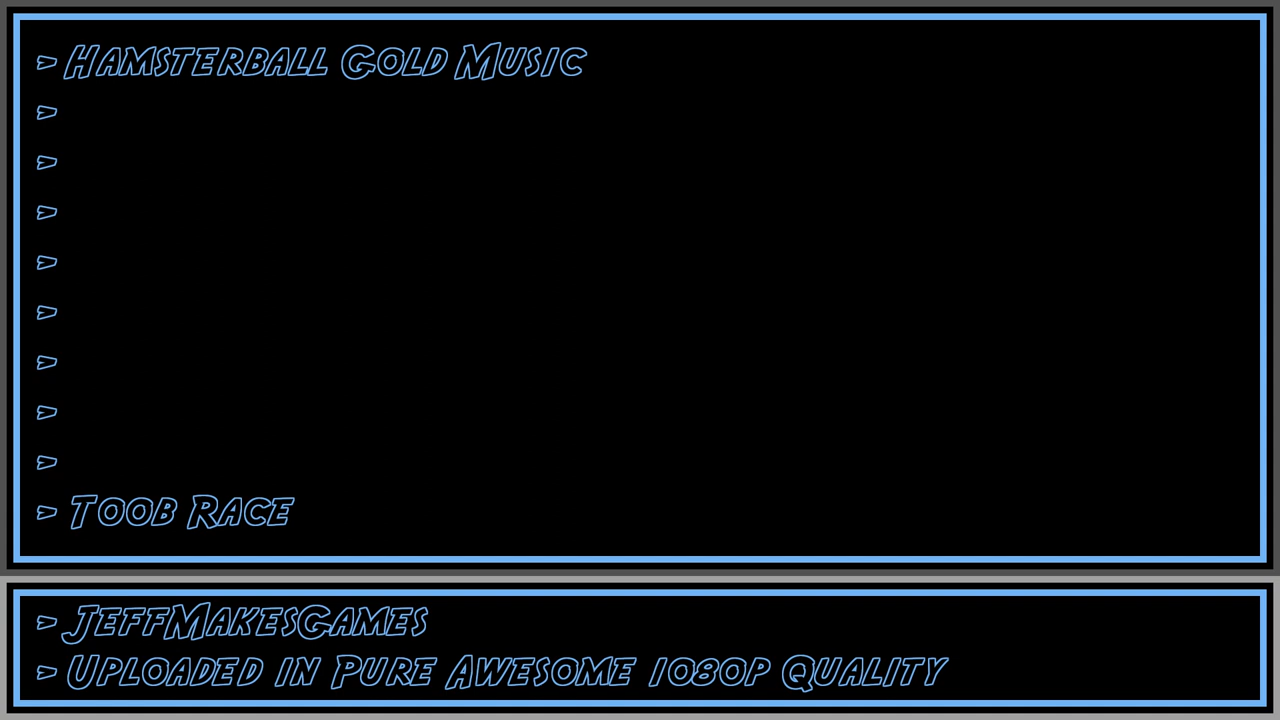 > Hamsterball Gold Music
>
>
>
>
>
>
>
>
> Toob Race
> JeffMakesGames
> Uploaded in Pure Awesome 1080p Quality